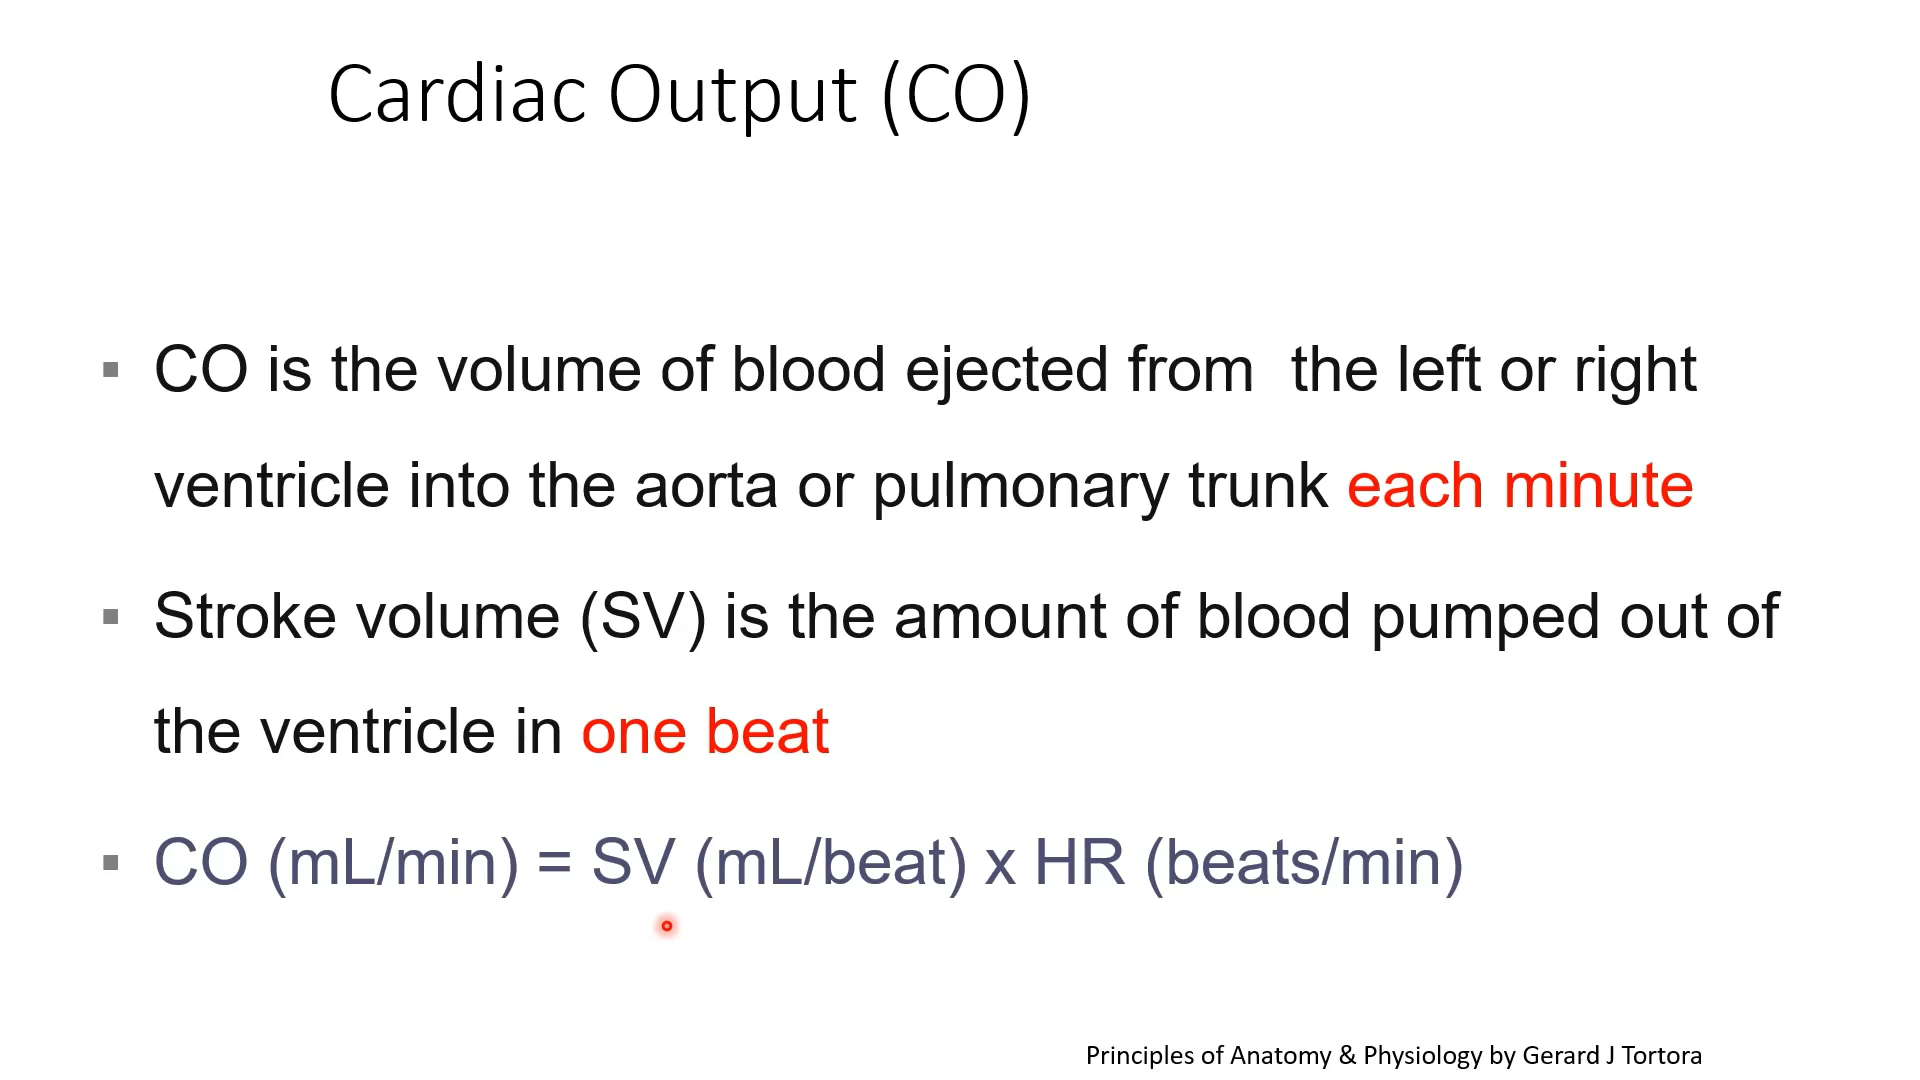 Cardiac Output (CO)
▪ CO is the volume of blood ejected from  the left or right
ventricle into the aorta or pulmonary trunk each minute
▪ Stroke volume (SV) is the amount of blood pumped out of
the ventricle in one beat
▪ CO (mL/min) = SV (mL/beat) x HR (beats/min)
Principles of Anatomy & Physiology by Gerard J Tortora